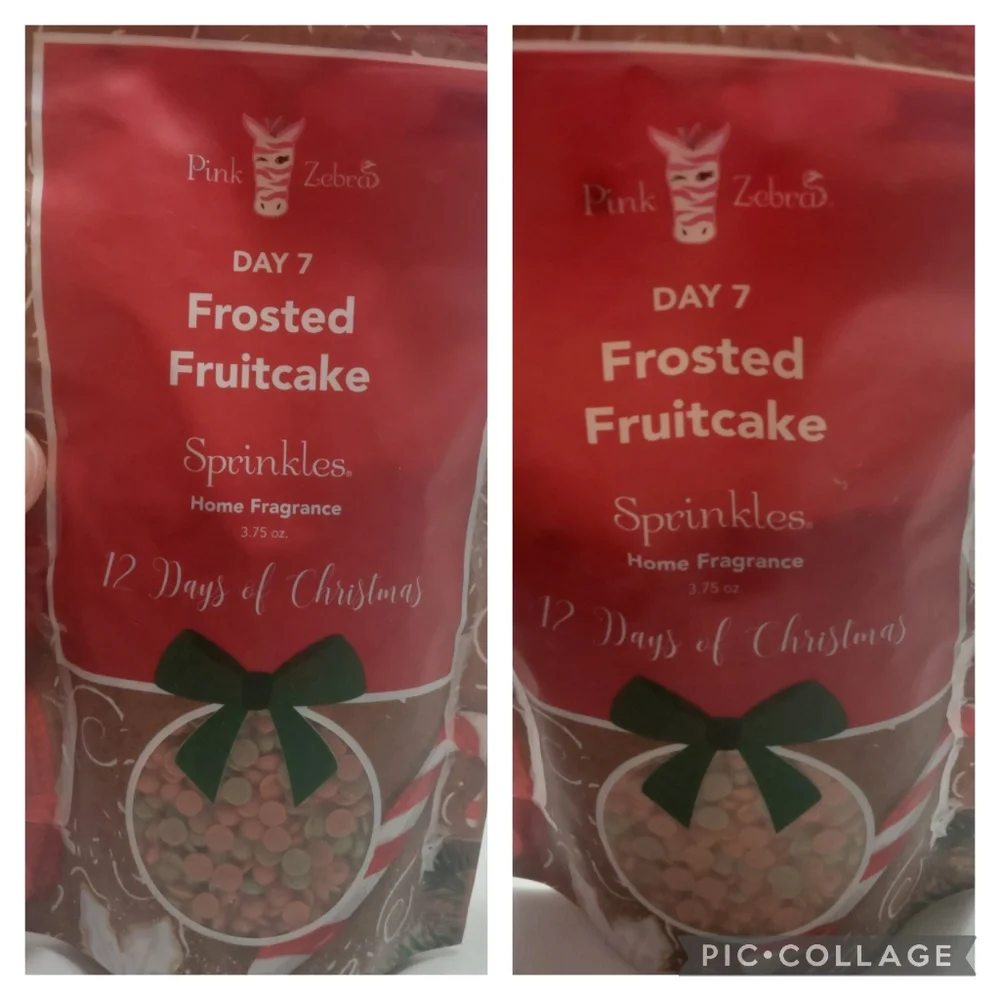 Pink Zebra
DAY 7
Frosted
Fruitcake
Sprinkles®
Home Fragrance
3.75 oz.
12 Days of Christmas
Pink Zebra
DAY 7
Frosted
Fruitcake
Sprinkles®
Home Fragrance
3.75 oz.
12 Days of Christmas
PIC•COLLAGE